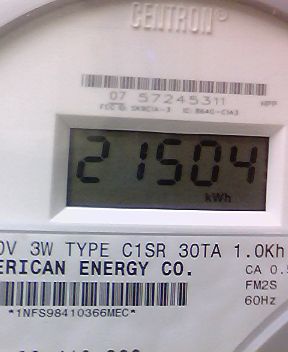 CENTRON®
07 57245311 HPP
21504
kWh
0V 3W TYPE C1SR 30TA 1.0Kh
ERICAN ENERGY CO.
CA 0.5
FM2S
60Hz
*1NFS98410366MEC*